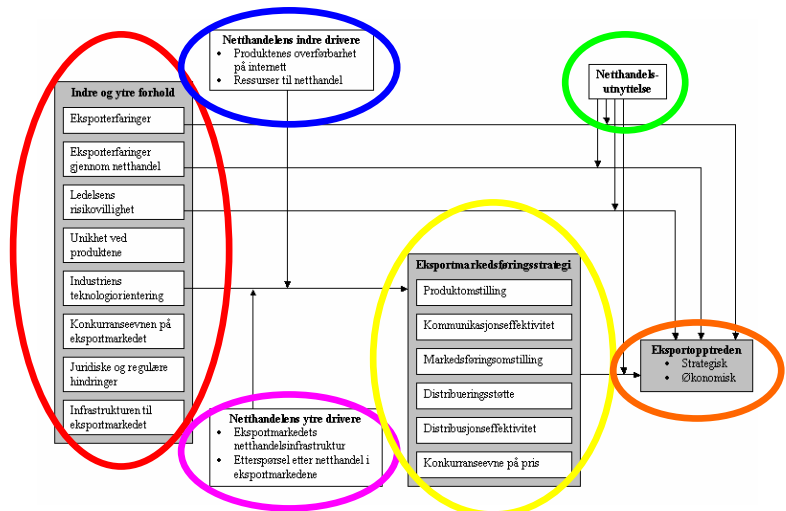 Netthandelens indre drivere
• Produktenes overførbarhet
på internett
• Ressurser til netthandel
Netthandels-
utnyttelse
Indre og ytre forhold
Eksporterfaringer
Eksporterfaringer
gjennom netthandel
Ledelsens
risikovillighet
Unikhet ved
produktene
Industriens
teknologiorientering
Konkurranseevnen på
eksportmarkedet
Juridiske og regulære
hindringer
Infrastrukturen til
eksportmarkedet
Eksportmarkedsføringsstrategi
Produktomstilling
Kommunikasjonseffektivitet
Markedsføringsomstilling
Distribueringsstøtte
Distribusjonseffektivitet
Konkurranseevne på pris
Eksportopptreden
• Strategisk
• Økonomisk
Netthandelens ytre drivere
• Eksportmarkedets
netthandelsinfrastruktur
• Etterspørsel etter netthandel i
eksportmarkedene